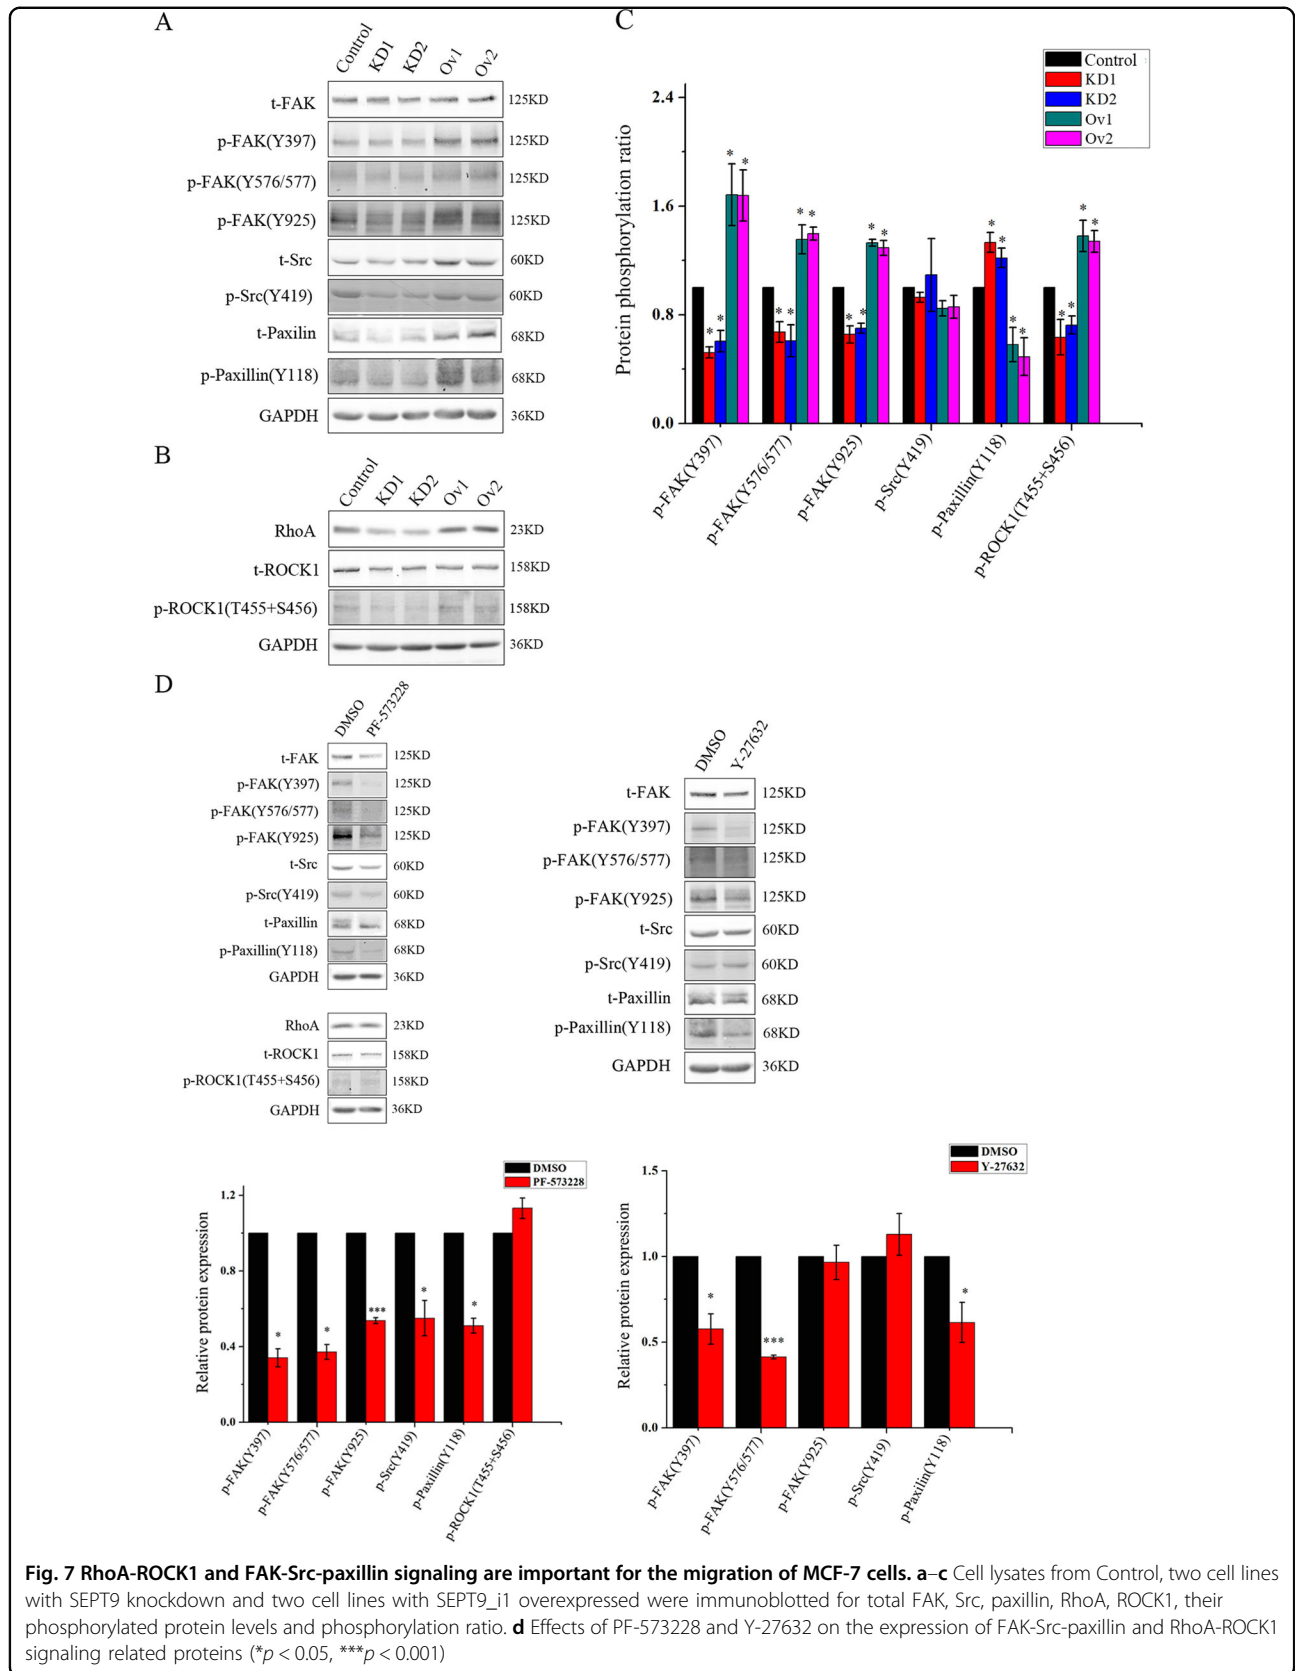 A
Control KD1 KD2 Ov1 Ov2
t-FAK 125KD
p-FAK(Y397) 125KD
p-FAK(Y576/577) 125KD
p-FAK(Y925) 125KD
t-Src 60KD
p-Src(Y419) 60KD
t-Paxilin 68KD
p-Paxillin(Y118) 68KD
GAPDH 36KD
B
Control KD1 KD2 Ov1 Ov2
RhoA 23KD
t-ROCK1 158KD
p-ROCK1(T455+S456) 158KD
GAPDH 36KD
C
Control
KD1
KD2
Ov1
Ov2
Protein phosphorylation ratio
2.4
1.6
0.8
0.0
* * * *
* * * *
* * * *
* * * *
* * * *
p-FAK(Y397)
p-FAK(Y576/577)
p-FAK(Y925)
p-Src(Y419)
p-Paxillin(Y118)
p-ROCK1(T455+S456)
D
DMSO PF-573228
t-FAK 125KD
p-FAK(Y397) 125KD
p-FAK(Y576/577) 125KD
p-FAK(Y925) 125KD
t-Src 60KD
p-Src(Y419) 60KD
t-Paxillin 68KD
p-Paxillin(Y118) 68KD
GAPDH 36KD
RhoA 23KD
t-ROCK1 158KD
p-ROCK1(T455+S456) 158KD
GAPDH 36KD
DMSO Y-27632
t-FAK 125KD
p-FAK(Y397) 125KD
p-FAK(Y576/577) 125KD
p-FAK(Y925) 125KD
t-Src 60KD
p-Src(Y419) 60KD
t-Paxillin 68KD
p-Paxillin(Y118) 68KD
GAPDH 36KD
DMSO
PF-573228
Relative protein expression
1.2
0.8
0.4
0.0
* * *** * *
p-FAK(Y397)
p-FAK(Y576/577)
p-FAK(Y925)
p-Src(Y419)
p-Paxillin(Y118)
p-ROCK1(T455+S456)
DMSO
Y-27632
Relative protein expression
1.5
1.0
0.5
0.0
* *** *
p-FAK(Y397)
p-FAK(Y576/577)
p-FAK(Y925)
p-Src(Y419)
p-Paxilin(Y118)
Fig. 7 RhoA-ROCK1 and FAK-Src-paxillin signaling are important for the migration of MCF-7 cells. a–c Cell lysates from Control, two cell lines
with SEPT9 knockdown and two cell lines with SEPT9_i1 overexpressed were immunoblotted for total FAK, Src, paxillin, RhoA, ROCK1, their
phosphorylated protein levels and phosphorylation ratio. d Effects of PF-573228 and Y-27632 on the expression of FAK-Src-paxillin and RhoA-ROCK1
signaling related proteins (*p < 0.05, ***p < 0.001)